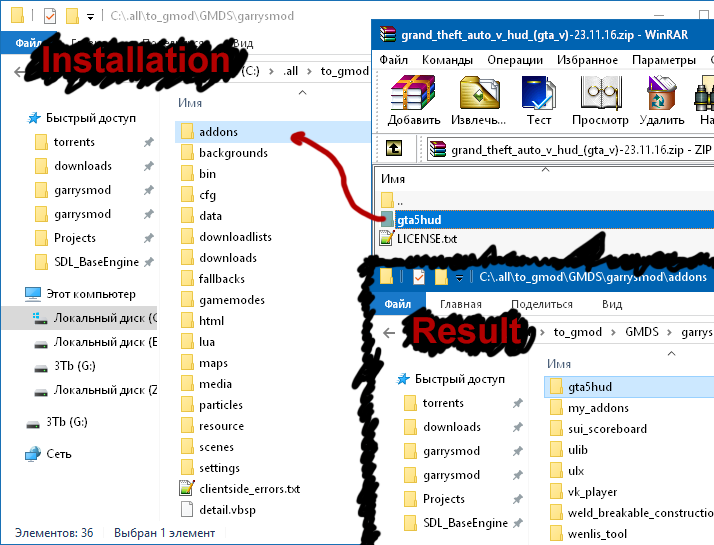 C:\.all\to_gmod\GMDS\garrysmod
Файл
Вид
Installation
(C:)
.all
to_gmod
Имя
Быстрый доступ
torrents
downloads
garrysmod
garrysmod
Projects
SDL_BaseEngine
Этот компьютер
Локальный диск (C
Локальный диск (E
3Tb (G:)
Локальный диск (Z
3Tb (G:)
Сеть
addons
backgrounds
bin
cfg
data
downloadlists
downloads
fallbacks
gamemodes
html
lua
maps
media
particles
resource
scenes
settings
clientside_errors.txt
detail.vbsp
Элементов: 36
Выбран 1 элемент
grand_theft_auto_v_hud_(gta_v)-23.11.16.zip - WinRAR
Файл Команды Операции Избранное Параметры
Добавить Извлечь... Тест Просмотр Удалить На
grand_theft_auto_v_hud_(gta_v)-23.11.16.zip - ZIP
Имя
..
gta5hud
LICENSE.txt
C:\.all\to_gmod\GMDS\garrysmod\addons
Файл Главная Поделиться Вид
Result
to_gmod
GMDS
garrys
Имя
Быстрый доступ
torrents
downloads
garrysmod
garrysmod
Projects
SDL_BaseEngine
gta5hud
my_addons
sui_scoreboard
ulib
ulx
vk_player
weld_breakable_constructio
wenlis_tool